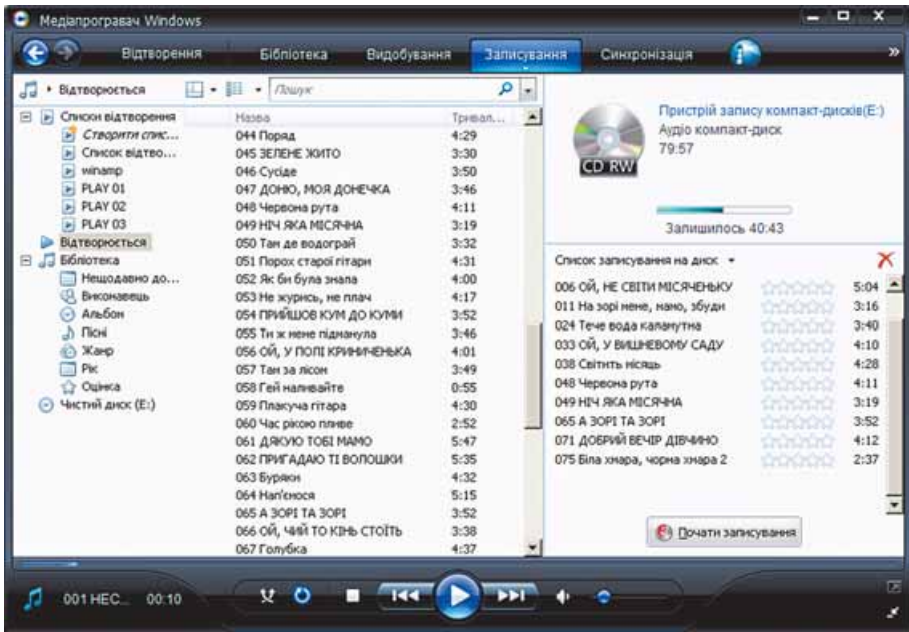 Медіапрогравач Windows
Відтворення Бібліотека Видобування Записування Синхронізація »
Відтворюється Пошук
Списки відтворення
Створити спис...
Список відтво...
winamp
PLAY 01
PLAY 02
PLAY 03
Відтворюється
Бібліотека
Нещодавно до...
Виконавець
Альбом
Пісні
Жанр
Рік
Оцінка
Чистий диск (E:)
Назва Тривал...
044 Поряд 4:29
045 ЗЕЛЕНЕ ЖИТО 3:30
046 Сусіде 3:50
047 ДОНЮ, МОЯ ДОНЕЧКА 3:46
048 Червона рута 4:11
049 НІЧ ЯКА МІСЯЧНА 3:19
050 Там де водограй 3:32
051 Порох старої гітари 4:31
052 Як би була знала 4:00
053 Не журись, не плач 4:17
054 ПРИЙШОВ КУМ ДО КУМИ 3:52
055 Ти ж мене підманула 3:46
056 ОЙ, У ПОЛІ КРИНИЧЕНЬКА 4:01
057 Там за лісом 3:49
058 Гей наливайте 0:55
059 Плакуча гітара 4:30
060 Час рікою пливе 2:52
061 ДЯКУЮ ТОБІ МАМО 5:47
062 ПРИГАДАЮ ТІ ВОЛОШКИ 5:35
063 Буряки 4:32
064 Нап'ємося 5:15
065 А ЗОРІ ТА ЗОРІ 3:52
066 ОЙ, ЧИЙ ТО КІНЬ СТОЇТЬ 3:38
067 Голубка 4:37
CD RW
Пристрій запису компакт-дисків(E:)
Аудіо компакт-диск
79:57
Залишилось 40:43
Список записування на диск
006 ОЙ, НЕ СВІТИ МІСЯЧЕНЬКУ 5:04
011 На зорі мене, мамо, збуди 3:16
024 Тече вода каламутна 3:40
033 ОЙ, У ВИШНЕВОМУ САДУ 4:10
038 Світить місяць 4:28
048 Червона рута 4:11
049 НІЧ ЯКА МІСЯЧНА 3:19
065 А ЗОРІ ТА ЗОРІ 3:52
071 ДОБРИЙ ВЕЧІР ДІВЧИНО 4:12
075 Біла хмара, чорна хмара 2 2:37
Почати записування
001 НЕС... 00:10